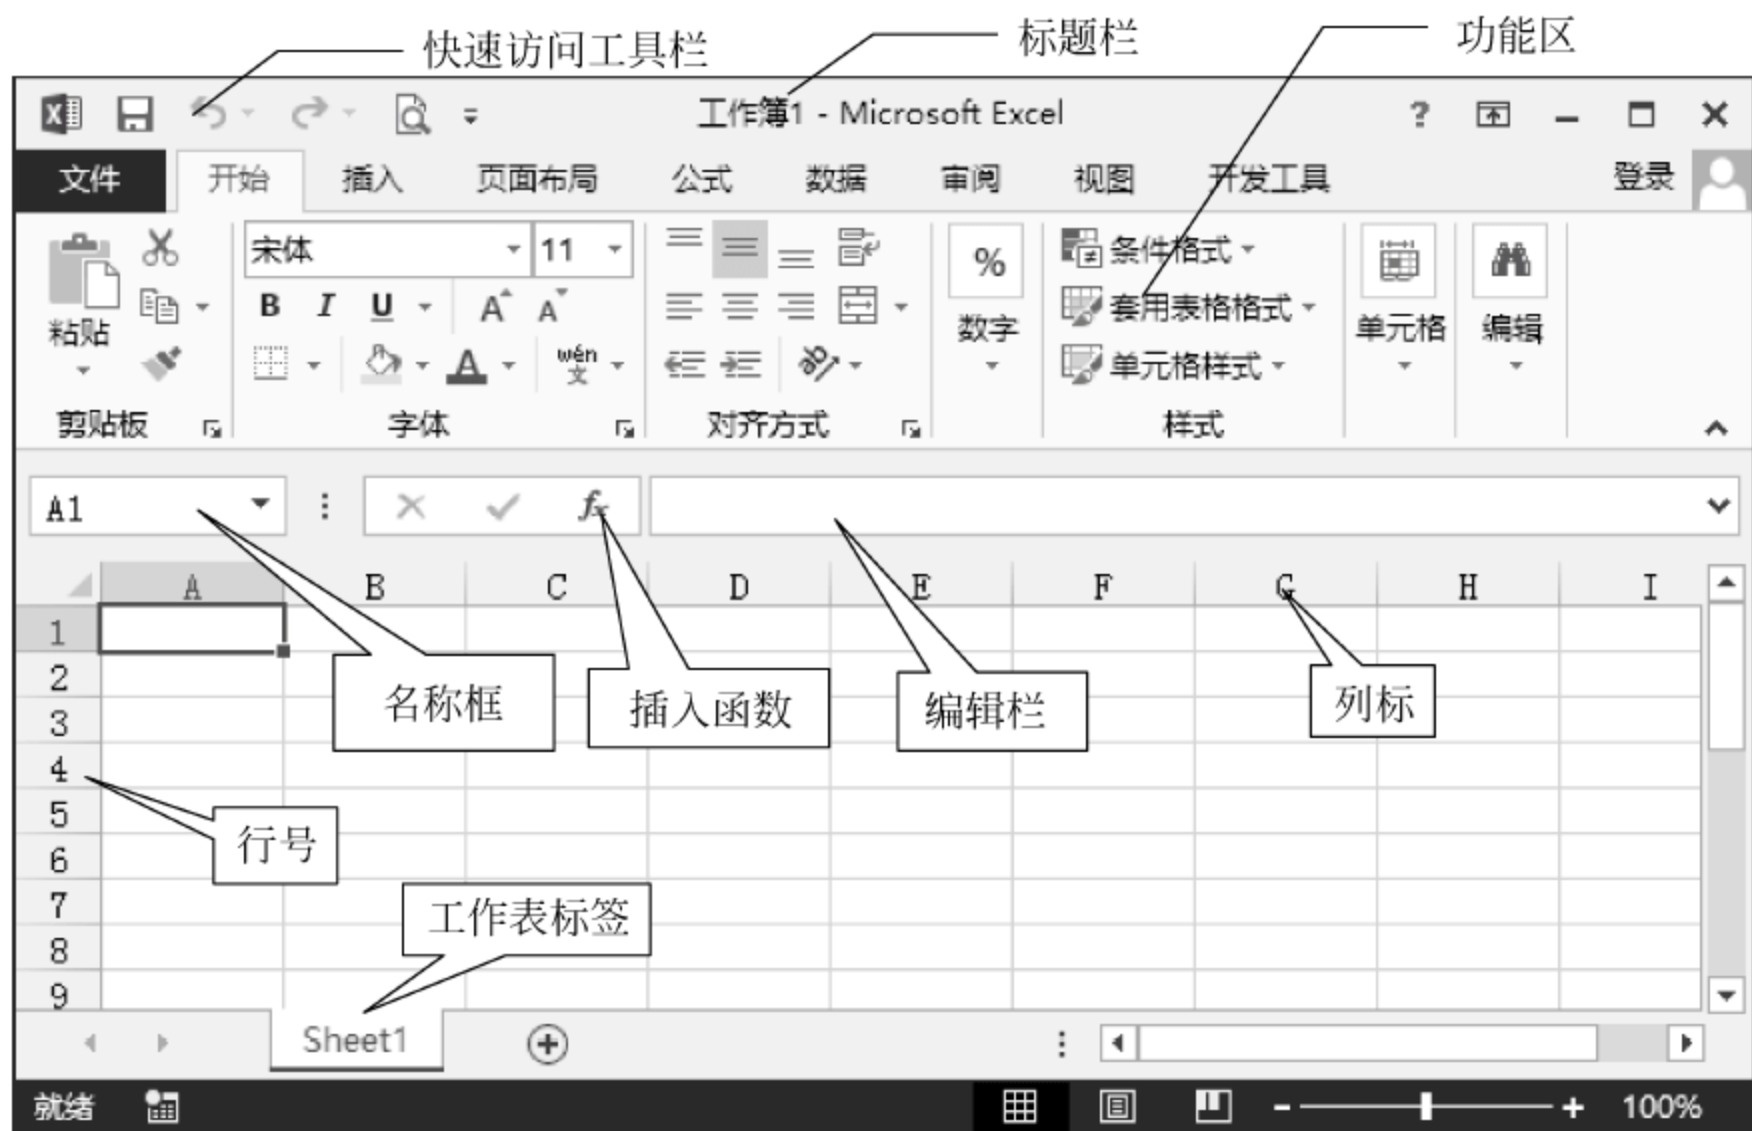 快速访问工具栏 标题栏 功能区
工作簿1 - Microsoft Excel ?
文件 开始 插入 页面布局 公式 数据 审阅 视图 开发工具 登录
宋体 11 % 条件格式
粘贴 B I U A A 数字 套用表格格式 单元格 编辑
A wén 文 ab 单元格样式
剪贴板 字体 对齐方式 样式
A1 fx
A B C D E F G H I
1
2
名称框 插入函数 编辑栏 列标
3
4
5
行号
6
7
工作表标签
8
9
Sheet1
就绪 100%